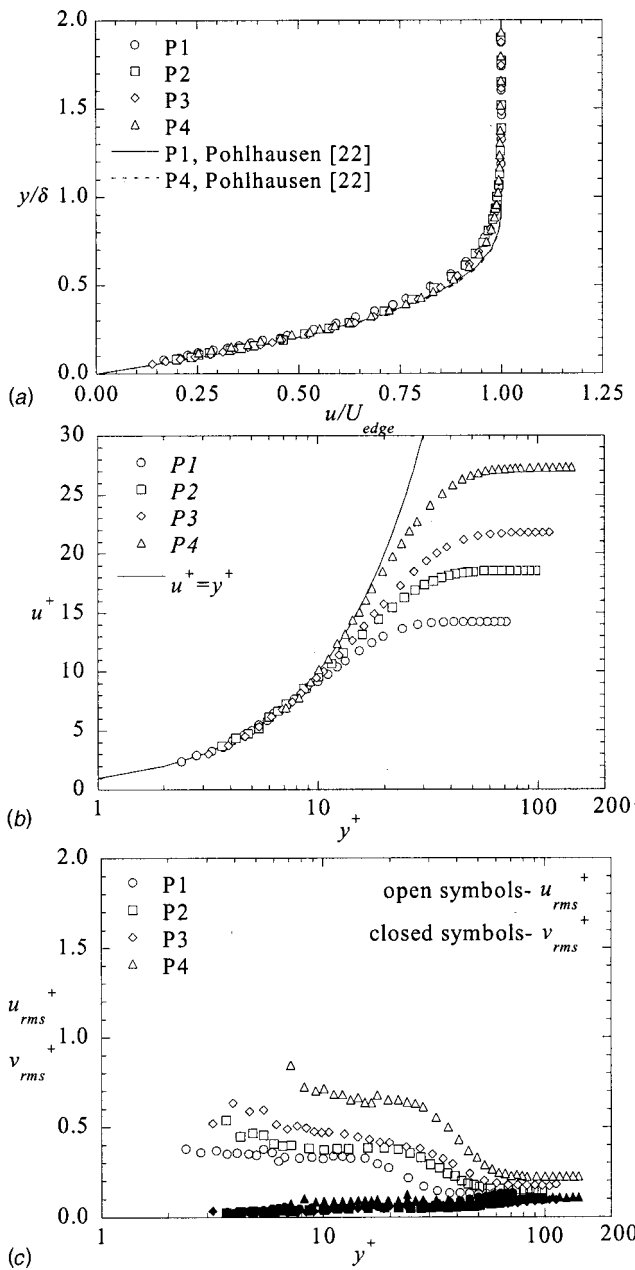 2.0
P1
P2
1.5
P3
P4
P1, Pohlhausen [22]
y/δ
1.0
P4, Pohlhausen [22]
0.5
0.0
(a)
0.00
0.25
0.50
0.75
1.00
1.25
u/U edge
30
P1
25
P2
P3
20
P4
u⁺
15
u⁺=y⁺
10
5
0
(b)
1
10
100
200
y⁺
2.0
P1
open symbols- u rms ⁺
P2
1.5
P3
closed symbols- v rms ⁺
P4
u rms ⁺
1.0
v rms ⁺
0.5
0.0
(c)
1
10
100
200
y⁺